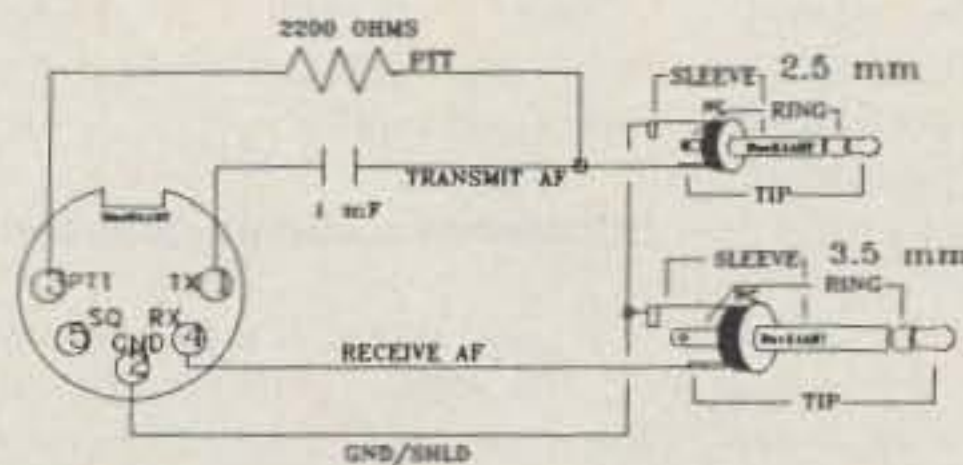 2200 OHMS
PTT
SLEEVE 2.5 mm
RING
TRANSMIT AF
TIP
PTT
TX 1
5 SQ
RX 4
GND
2
SLEEVE 3.5 mm
RING
RECEIVE AF
TIP
GND/SHLD